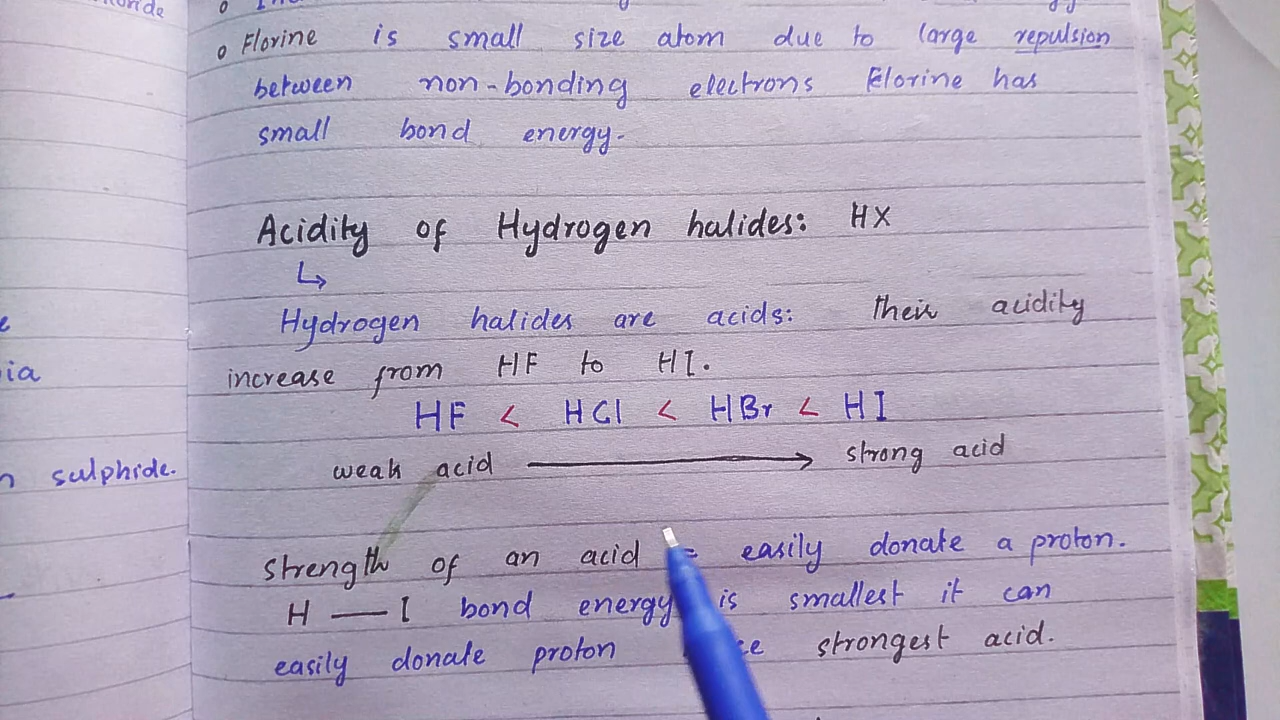 o Florine is small size atom due to large repulsion
between non-bonding electrons Florine has
small bond energy.
Acidity of Hydrogen halides: HX
↳
Hydrogen halides are acids: their acidity
increase from HF to HI.
HF < HCl < HBr < HI
weak acid ⟶ strong acid
sulphide.
strength of an acid = easily donate a proton.
H — I bond energy is smallest it can
easily donate proton strongest acid.